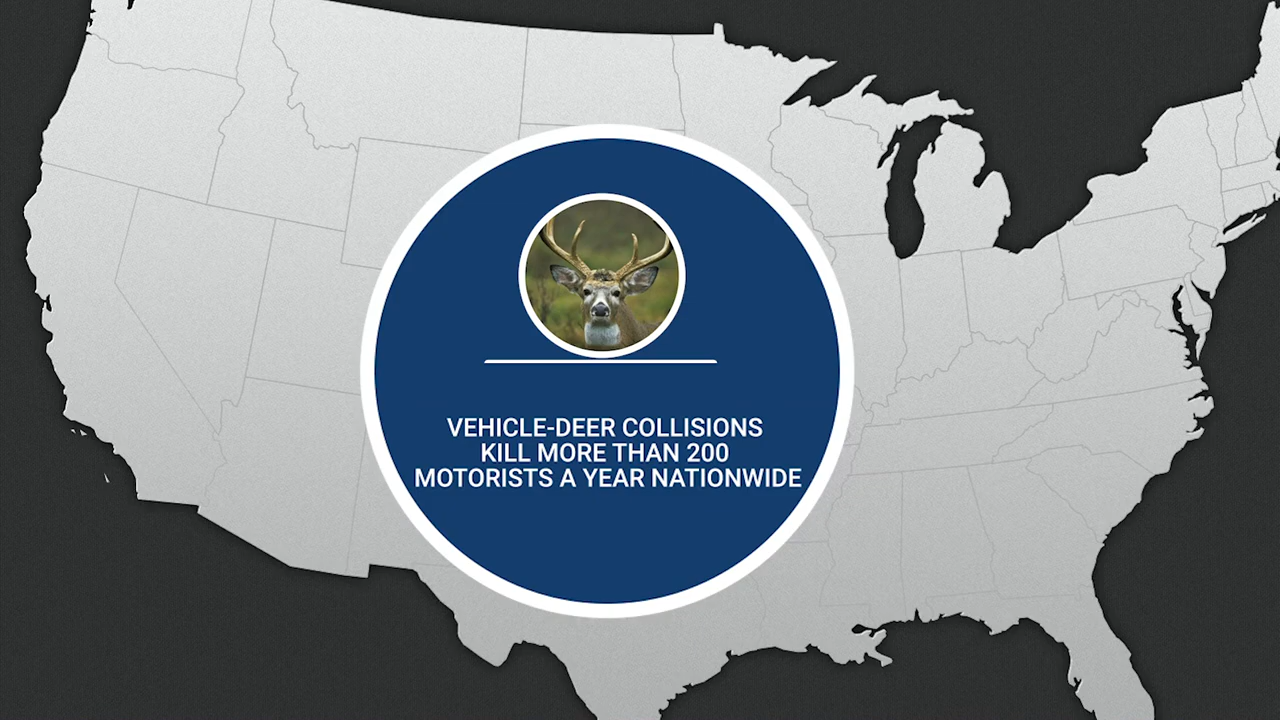 VEHICLE-DEER COLLISIONS
KILL MORE THAN 200
MOTORISTS A YEAR NATIONWIDE